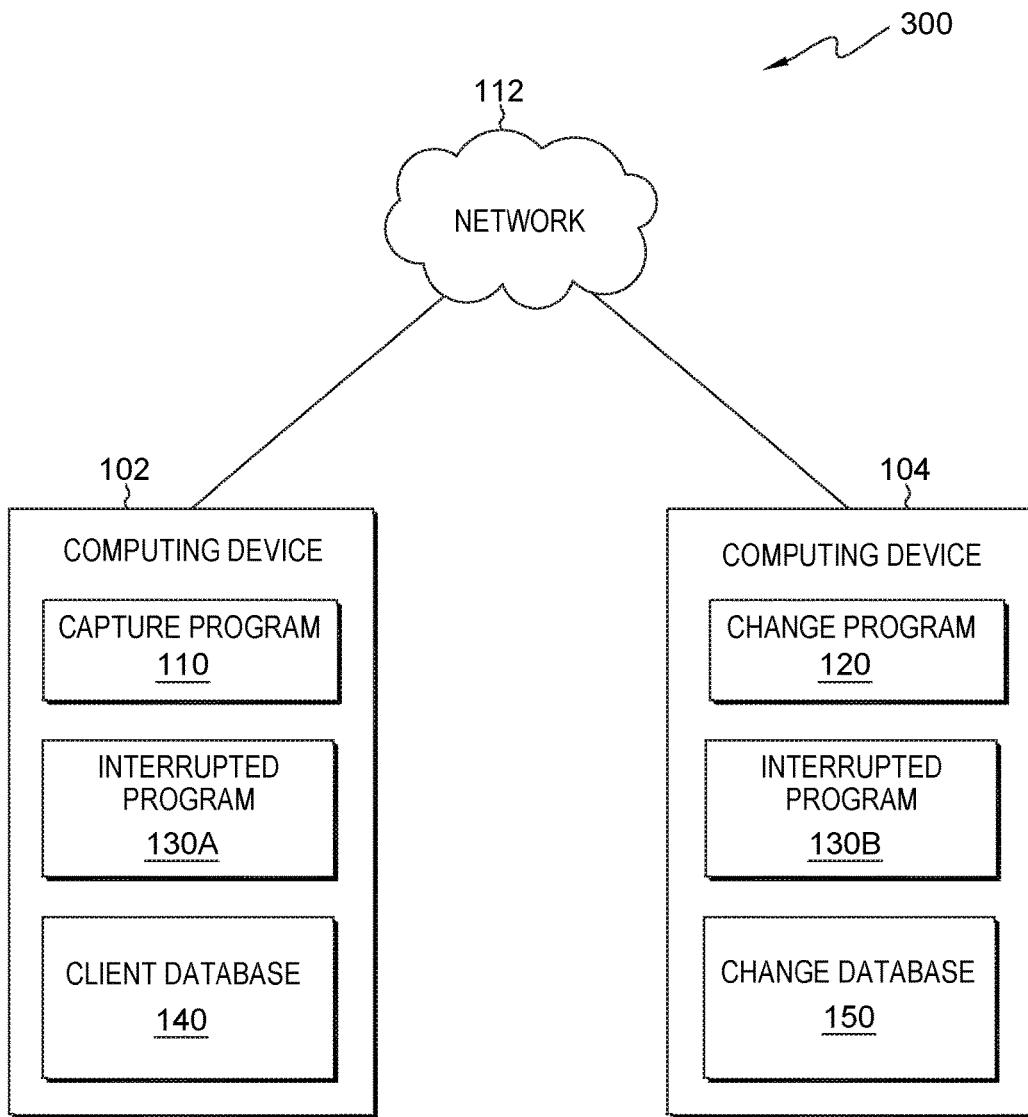 300
112
NETWORK
102
COMPUTING DEVICE
CAPTURE PROGRAM
110
INTERRUPTED
PROGRAM
130A
CLIENT DATABASE
140
104
COMPUTING DEVICE
CHANGE PROGRAM
120
INTERRUPTED
PROGRAM
130B
CHANGE DATABASE
150